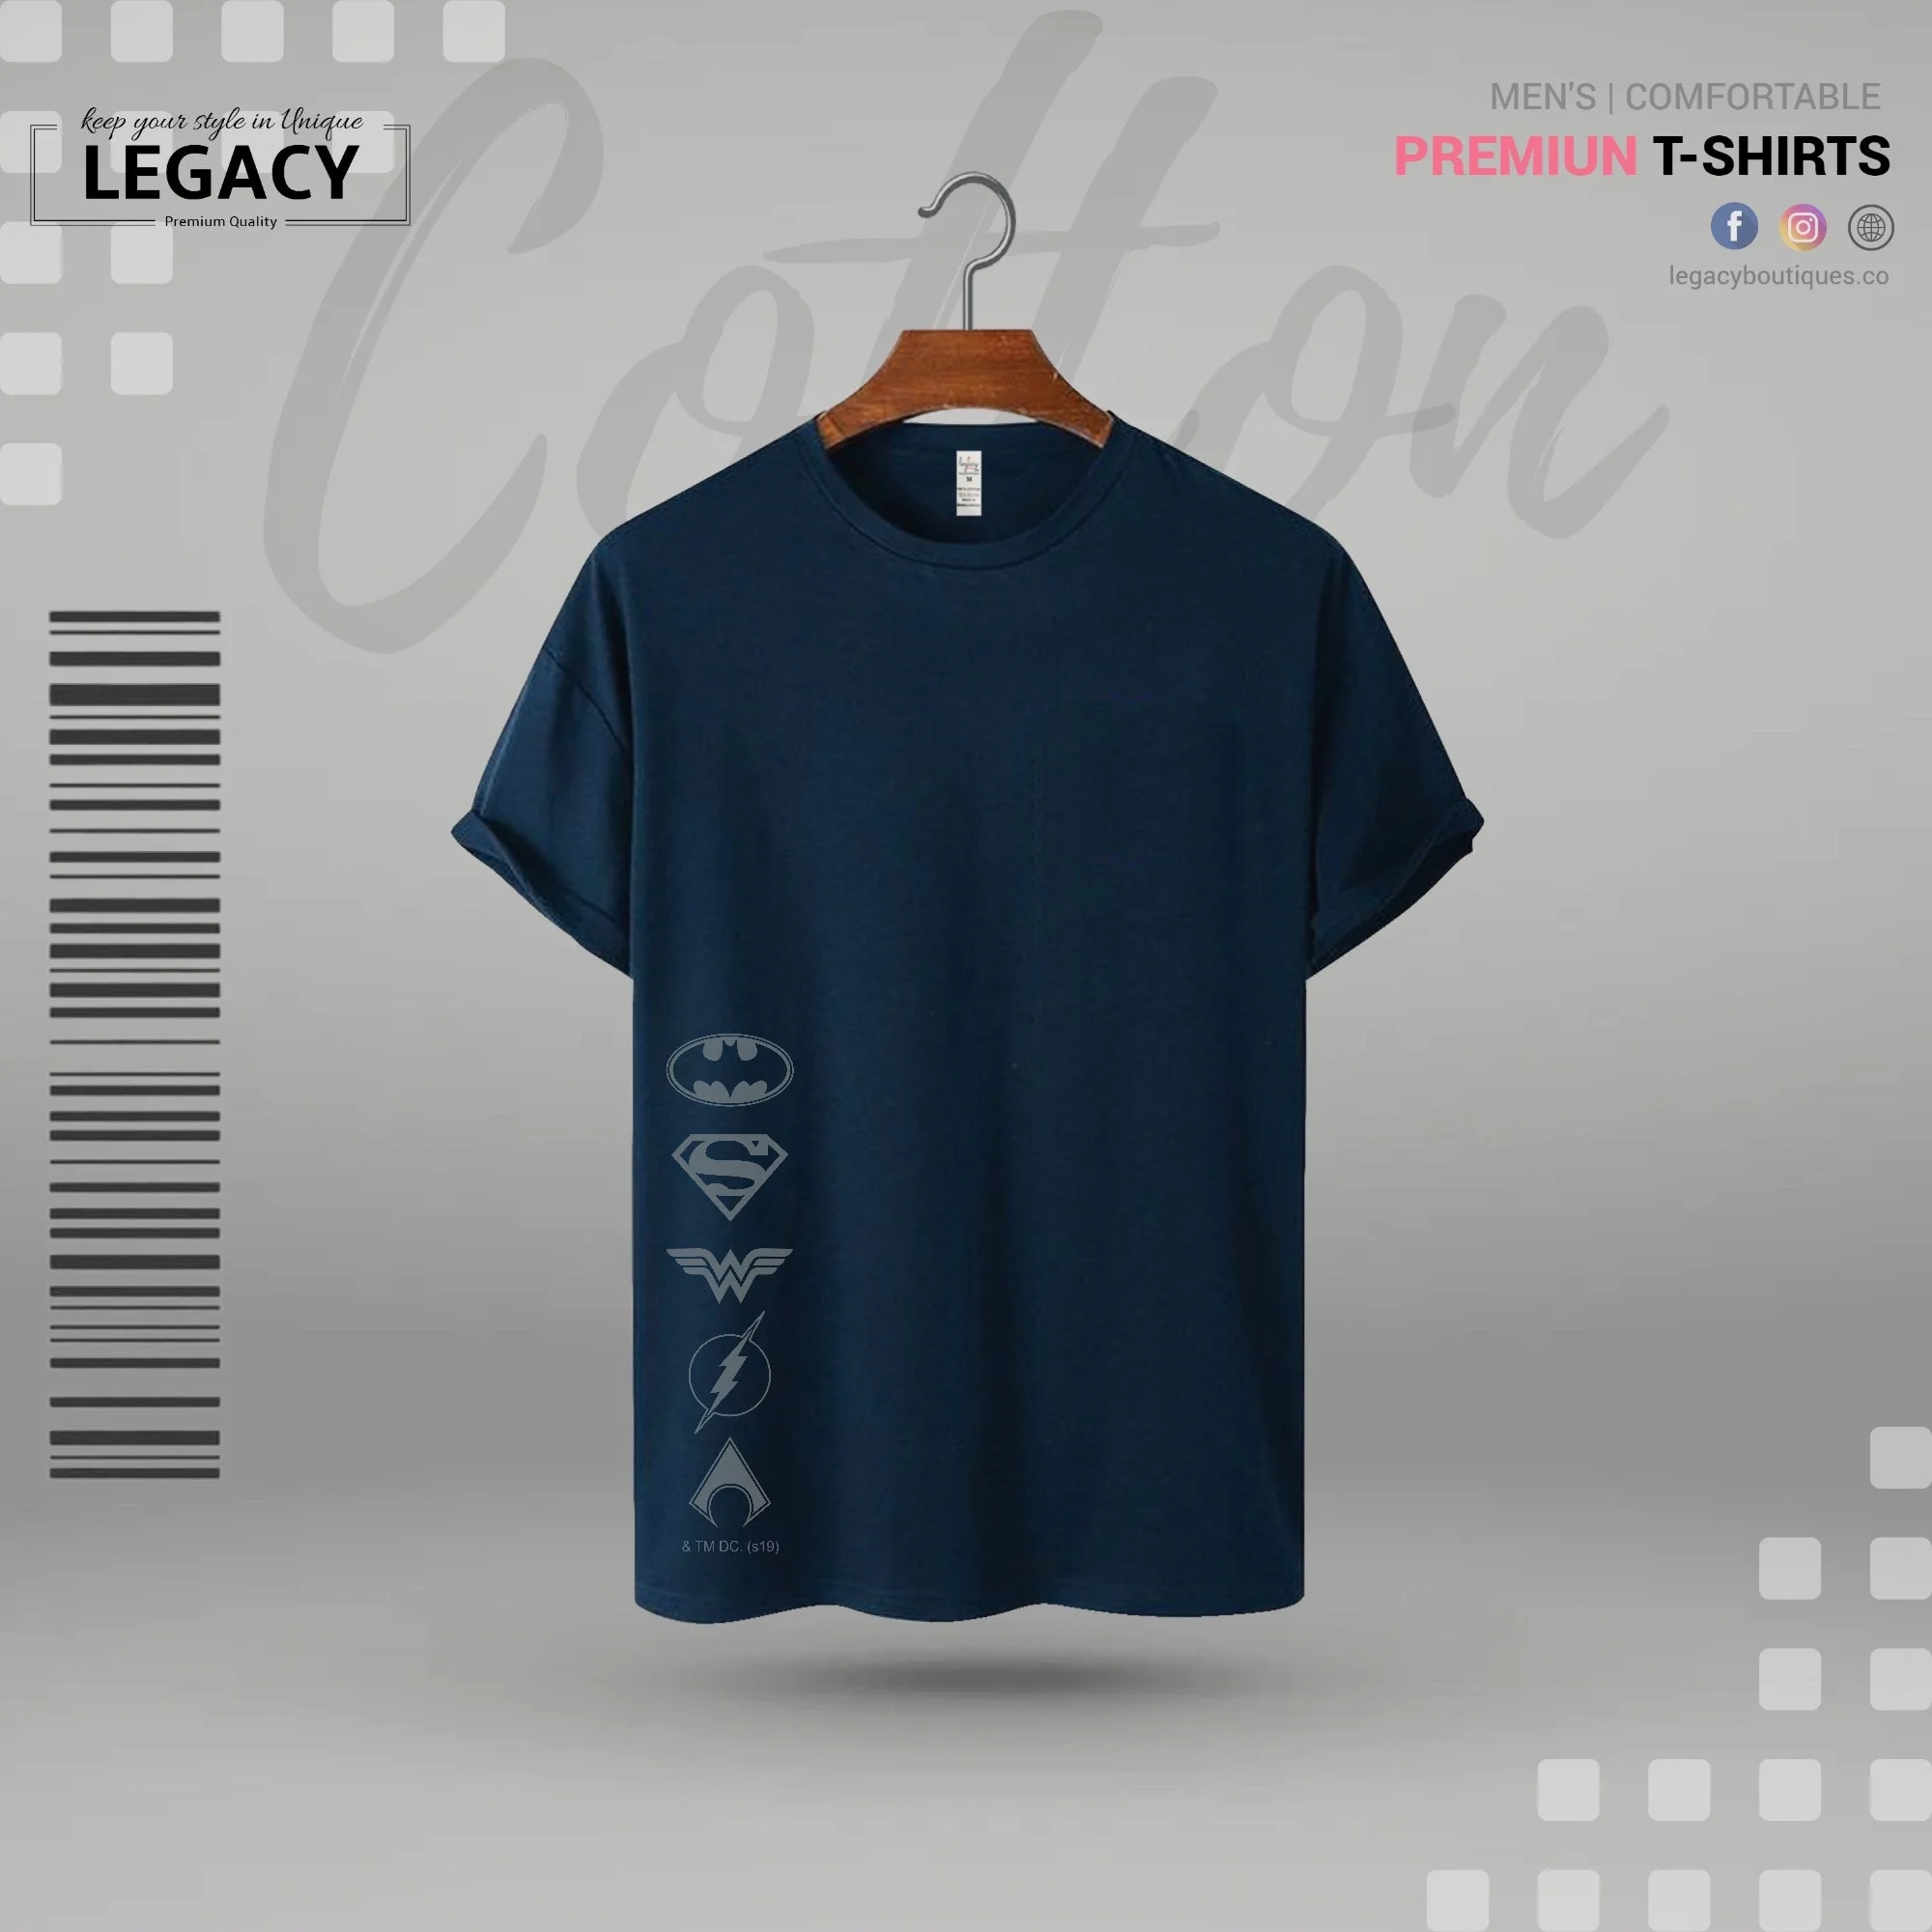 Cotton
keep your style in Unique
LEGACY
Premium Quality
MEN'S | COMFORTABLE
PREMIUN T-SHIRTS
legacyboutiques.co
M
& TM DC. (s19)